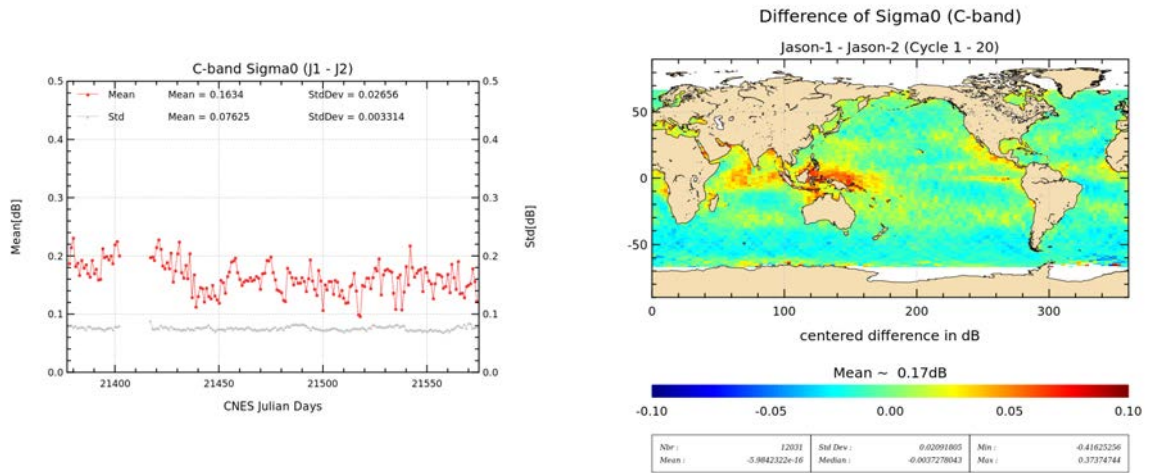 C-band Sigma0 (J1 - J2)
Mean Mean = 0.1634 StdDev = 0.02656
Std Mean = 0.07625 StdDev = 0.003314
0.5
0.4
0.3
0.2
0.1
0.0
Mean[dB]
0.5
0.4
0.3
0.2
0.1
0.0
Std[dB]
21400 21450 21500 21550
CNES Julian Days
Difference of Sigma0 (C-band)
Jason-1 - Jason-2 (Cycle 1 - 20)
50
0
-50
0 100 200 300
centered difference in dB
Mean ~ 0.17dB
-0.10 -0.05 0.00 0.05 0.10
Nbr : 12031 Std Dev : 0.02091805 Min : -0.41625256
Mean : -5.9842322e-16 Median : -0.0037278043 Max : 0.37374744